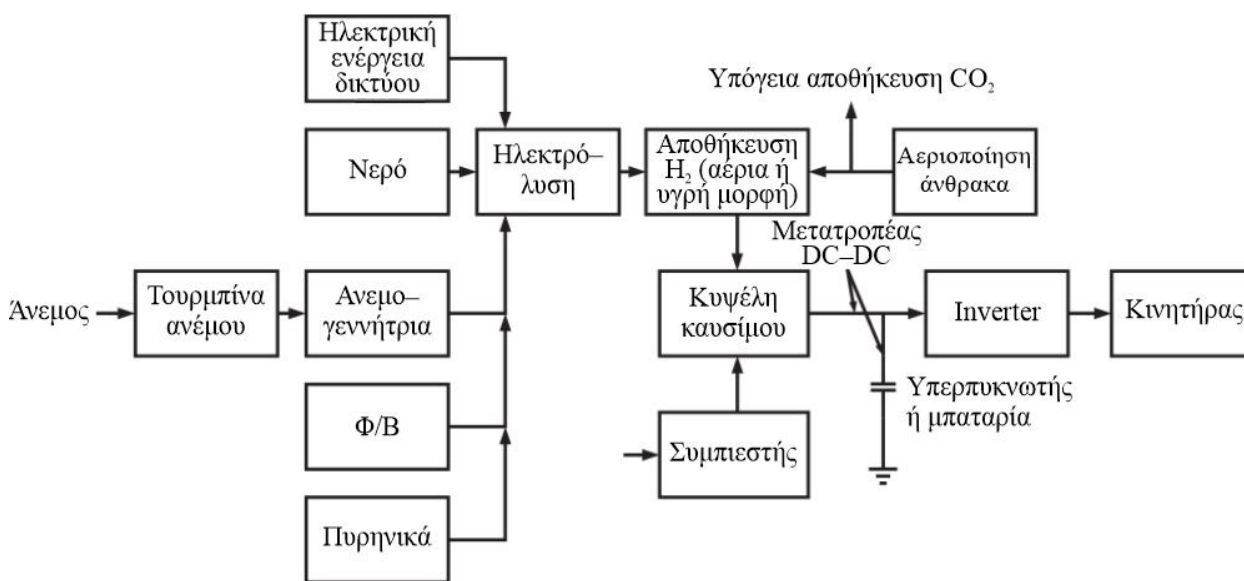 Ηλεκτρική
ενέργεια
δικτύου
Υπόγεια αποθήκευση CO₂
Νερό
Ηλεκτρό–
λυση
Αποθήκευση
H₂ (αέρια ή
υγρή μορφή)
Αεριοποίηση
άνθρακα
Μετατροπέας
DC–DC
Άνεμος
Τουρμπίνα
ανέμου
Ανεμο–
γεννήτρια
Κυψέλη
καυσίμου
Inverter
Κινητήρας
Υπερπυκνωτής
ή μπαταρία
Φ/Β
Συμπιεστής
Πυρηνικά